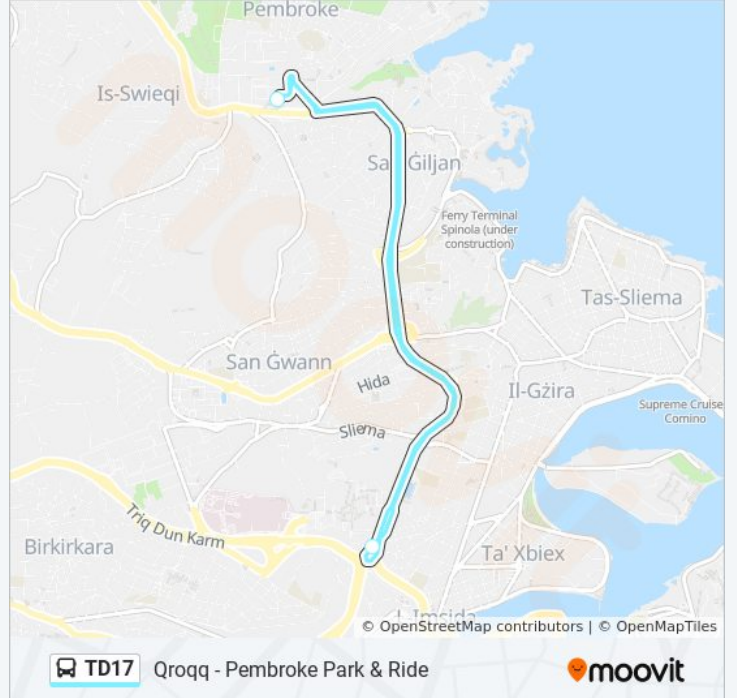 Pembroke
Is-Swieqi
San Ġiljan
Ferry Terminal
Spinola (under
construction)
Tas-Sliema
San Ġwann
Hida
Il-Gżira
Supreme Cruise
Comino
Sliema
Triq Dun Karm
Birkirkara
Ta' Xbiex
L-Imsida
© OpenStreetMap contributors | © OpenMapTiles
TD17 Qroqq - Pembroke Park & Ride
moovit